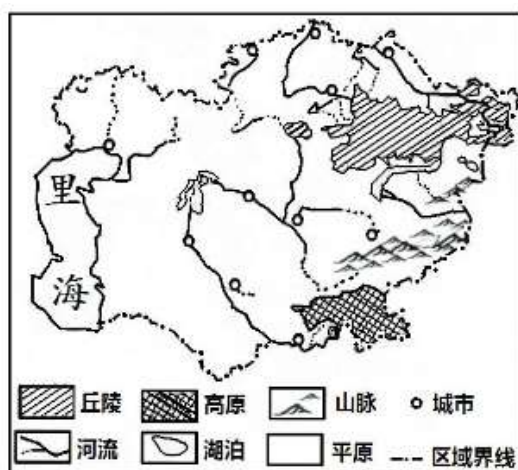 里
海
丘陵 高原 山脉 城市
河流 湖泊 平原 区域界线